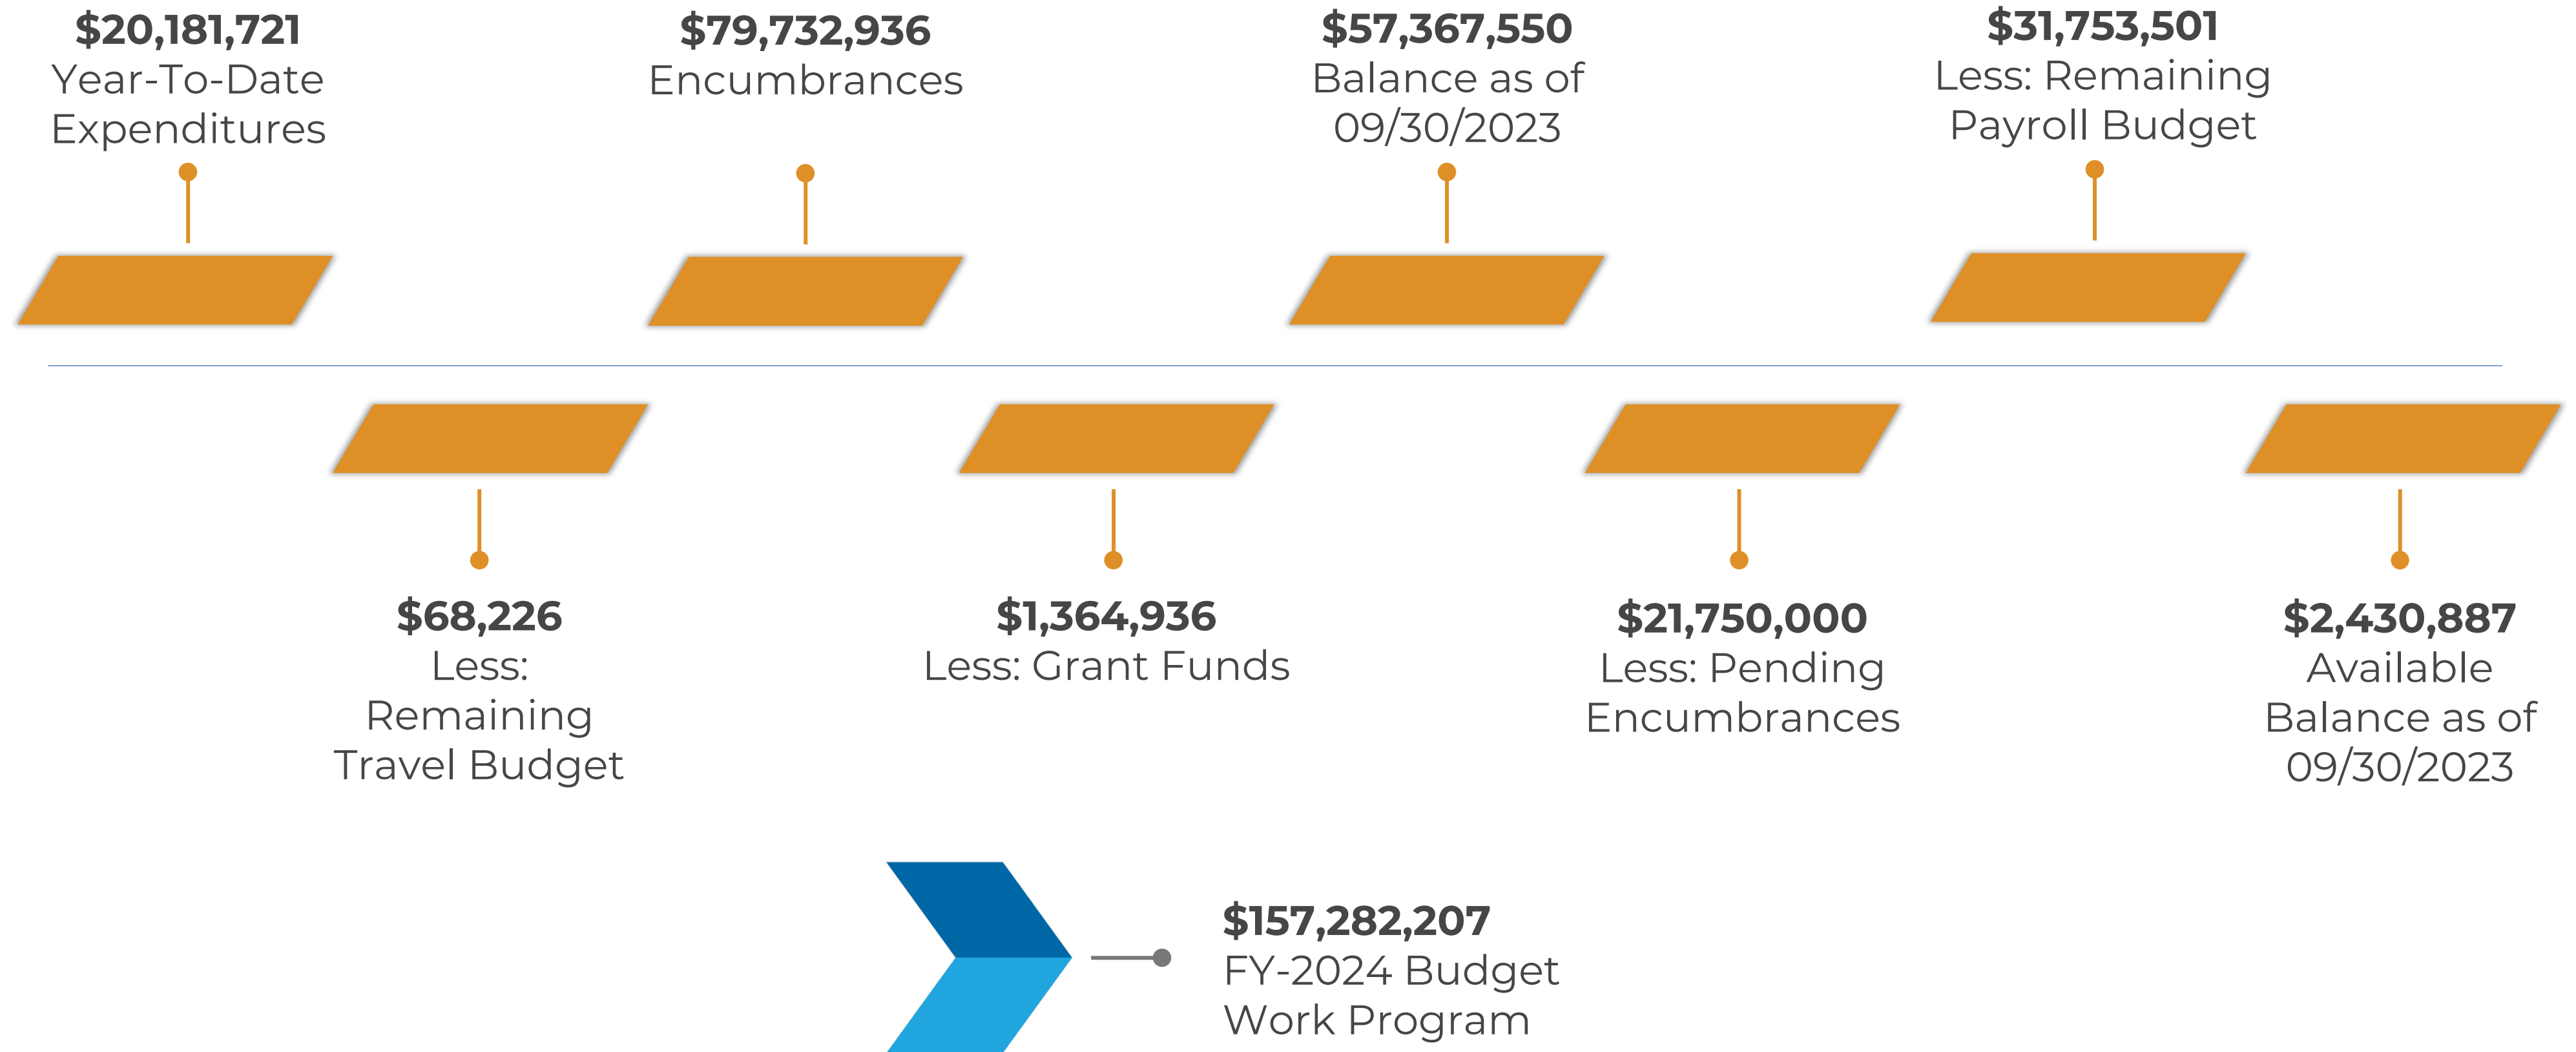 $20,181,721
Year-To-Date
Expenditures
$79,732,936
Encumbrances
$57,367,550
Balance as of
09/30/2023
$31,753,501
Less: Remaining
Payroll Budget
$68,226
Less:
Remaining
Travel Budget
$1,364,936
Less: Grant Funds
$21,750,000
Less: Pending
Encumbrances
$2,430,887
Available
Balance as of
09/30/2023
$157,282,207
FY-2024 Budget
Work Program